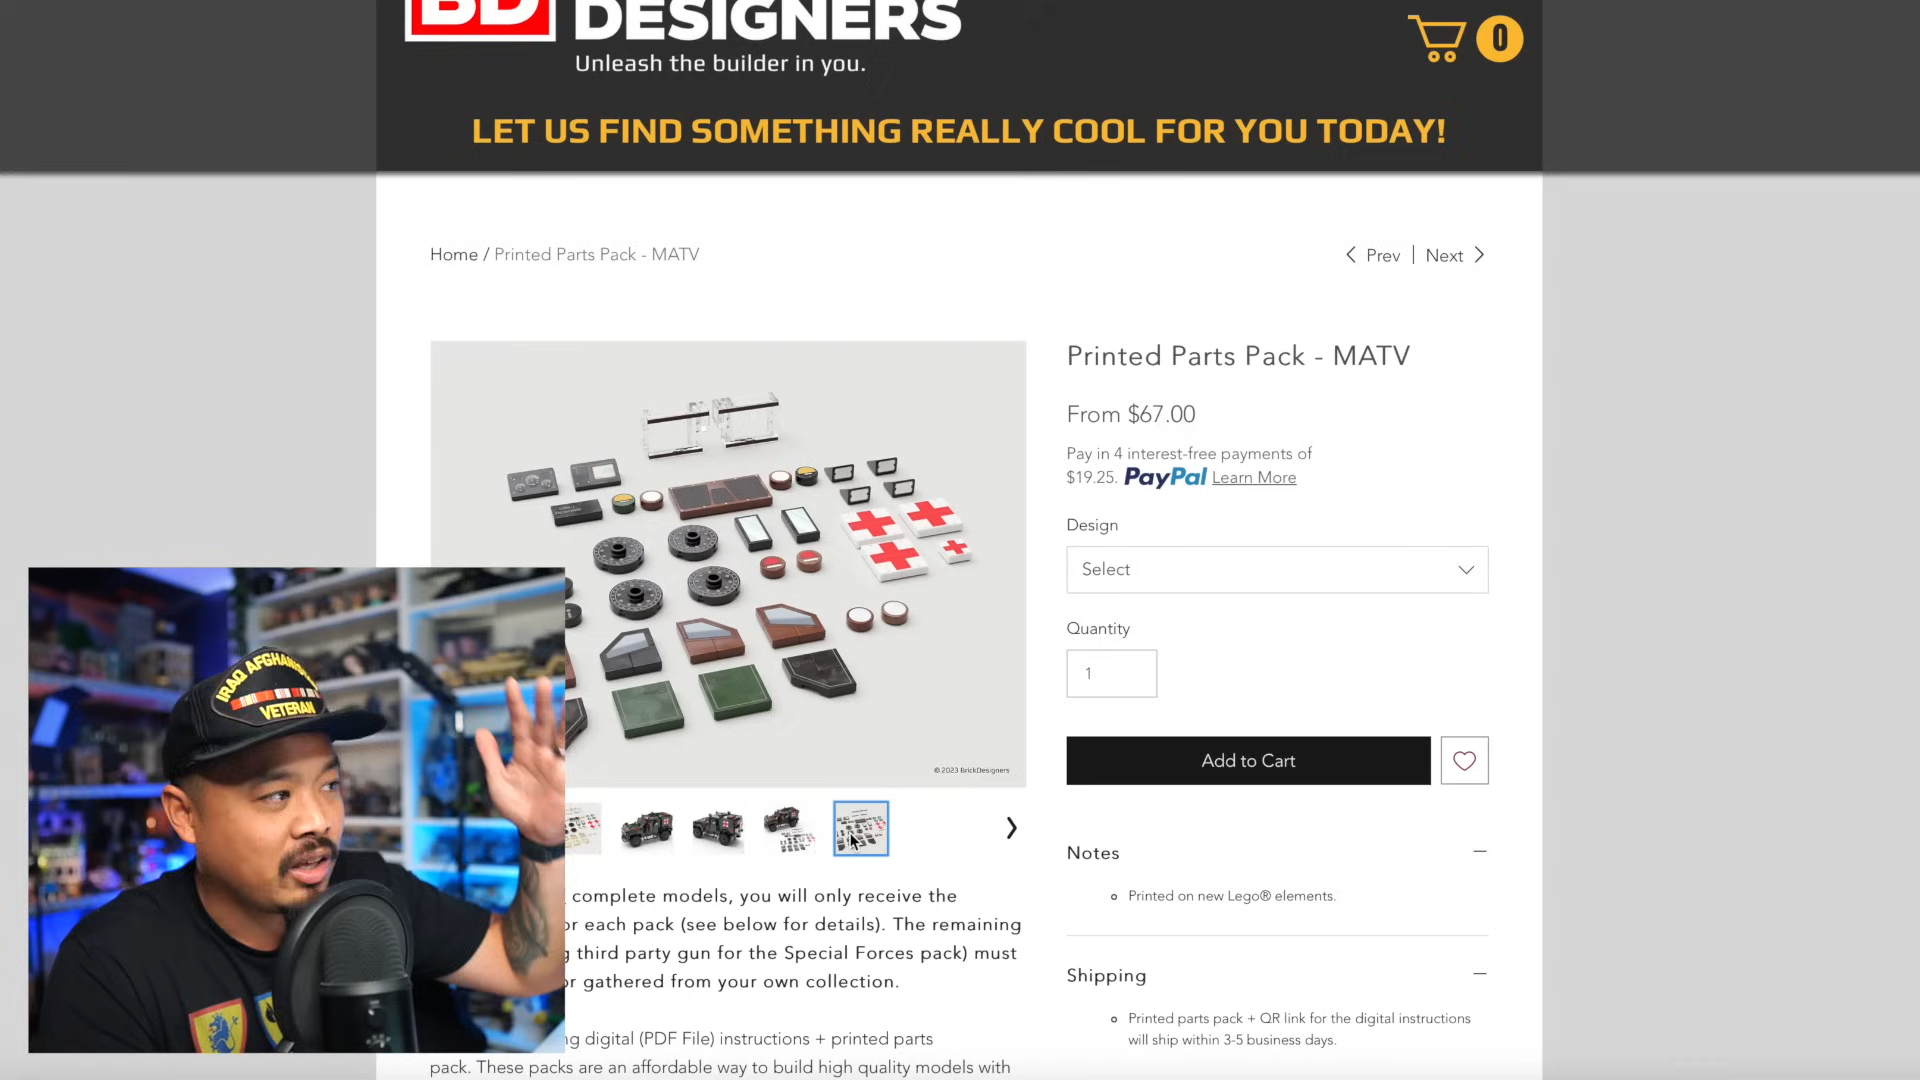 BD DESIGNERS
Unleash the builder in you.
0
LET US FIND SOMETHING REALLY COOL FOR YOU TODAY!
Home / Printed Parts Pack - MATV
Prev | Next
Printed Parts Pack - MATV
From $67.00
Pay in 4 interest-free payments of
$19.25. PayPal Learn More
Design
Select
Quantity
1
Add to Cart
© 2023 BrickDesigners
Notes
Printed on new Lego® elements.
Shipping
Printed parts pack + QR link for the digital instructions
will ship within 3-5 business days.
complete models, you will only receive the
each pack (see below for details). The remaining
third party gun for the Special Forces pack) must
gathered from your own collection.
digital (PDF File) instructions + printed parts
pack. These packs are an affordable way to build high quality models with
IRAQ
VETERAN